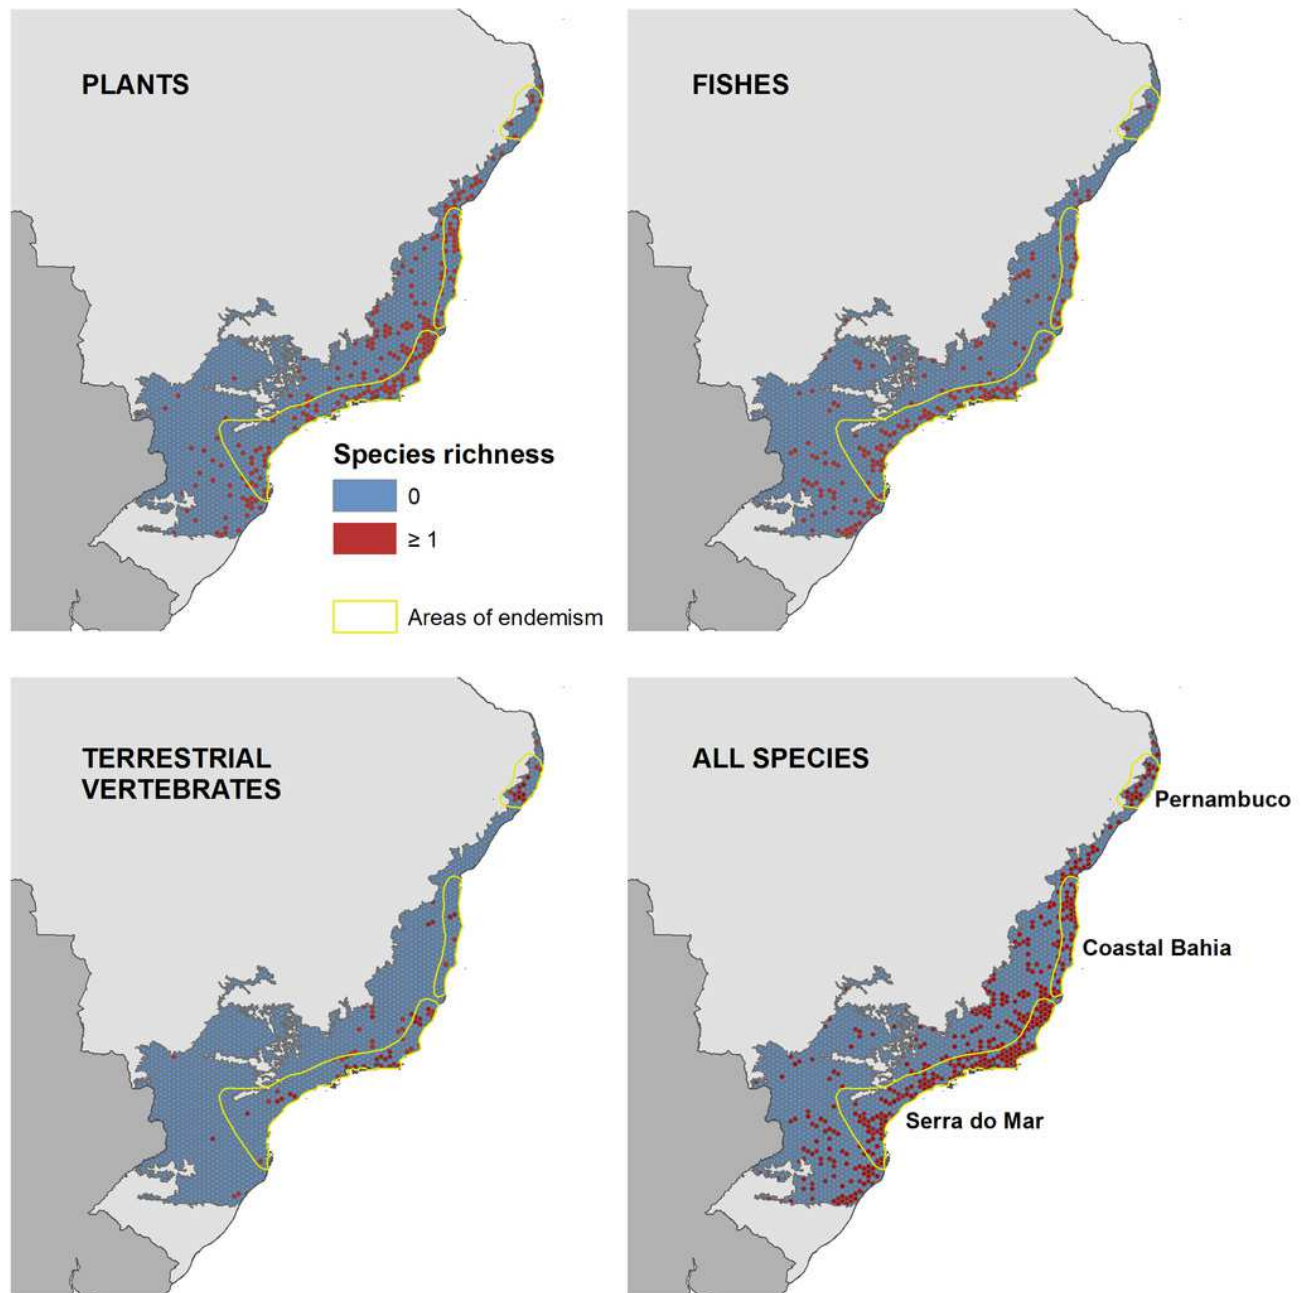 PLANTS
FISHES
Species richness
0
≥ 1
Areas of endemism
TERRESTRIAL
VERTEBRATES
ALL SPECIES
Pernambuco
Coastal Bahia
Serra do Mar